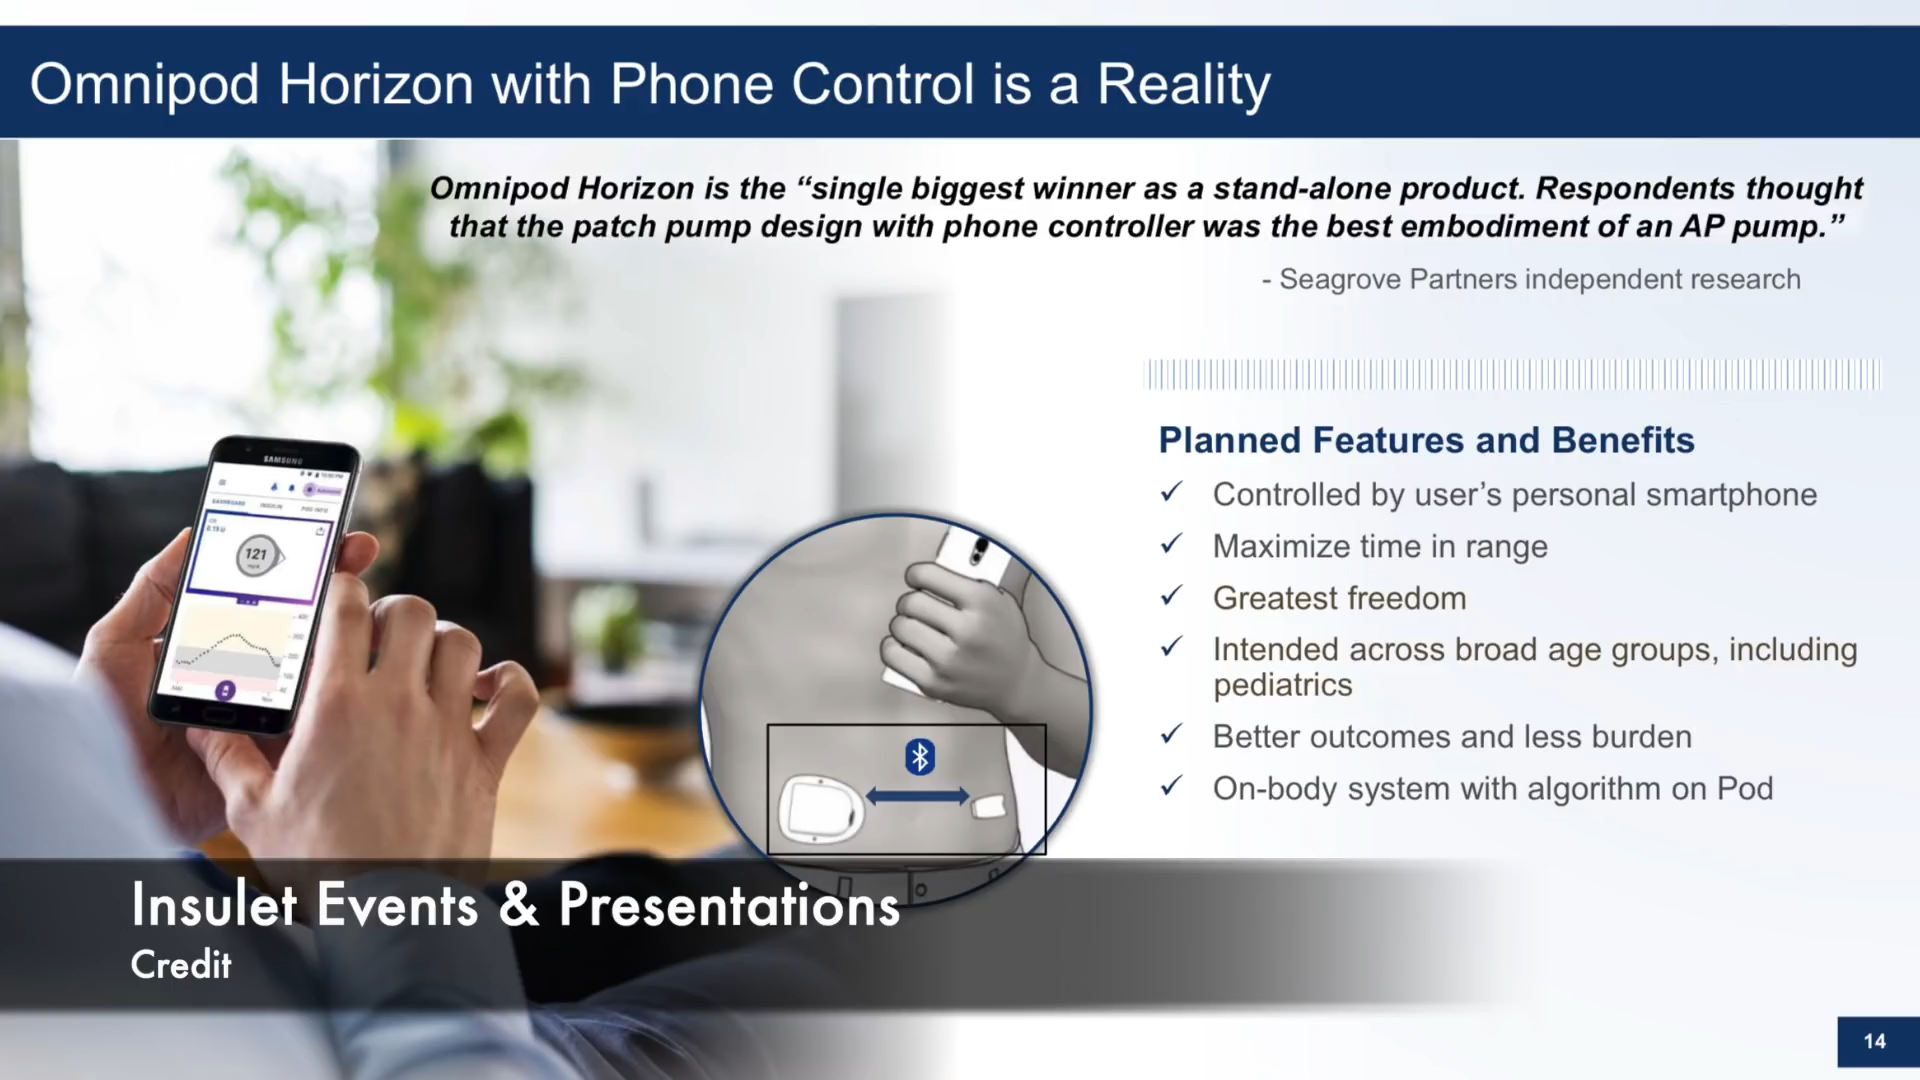 Omnipod Horizon with Phone Control is a Reality
Omnipod Horizon is the “single biggest winner as a stand-alone product. Respondents thought
that the patch pump design with phone controller was the best embodiment of an AP pump.”
- Seagrove Partners independent research
Planned Features and Benefits
✓ Controlled by user’s personal smartphone
✓ Maximize time in range
✓ Greatest freedom
✓ Intended across broad age groups, including
pediatrics
✓ Better outcomes and less burden
✓ On-body system with algorithm on Pod
SAMSUNG
DASHBOARD INSULIN POD INFO
121
Insulet Events & Presentations
Credit
14